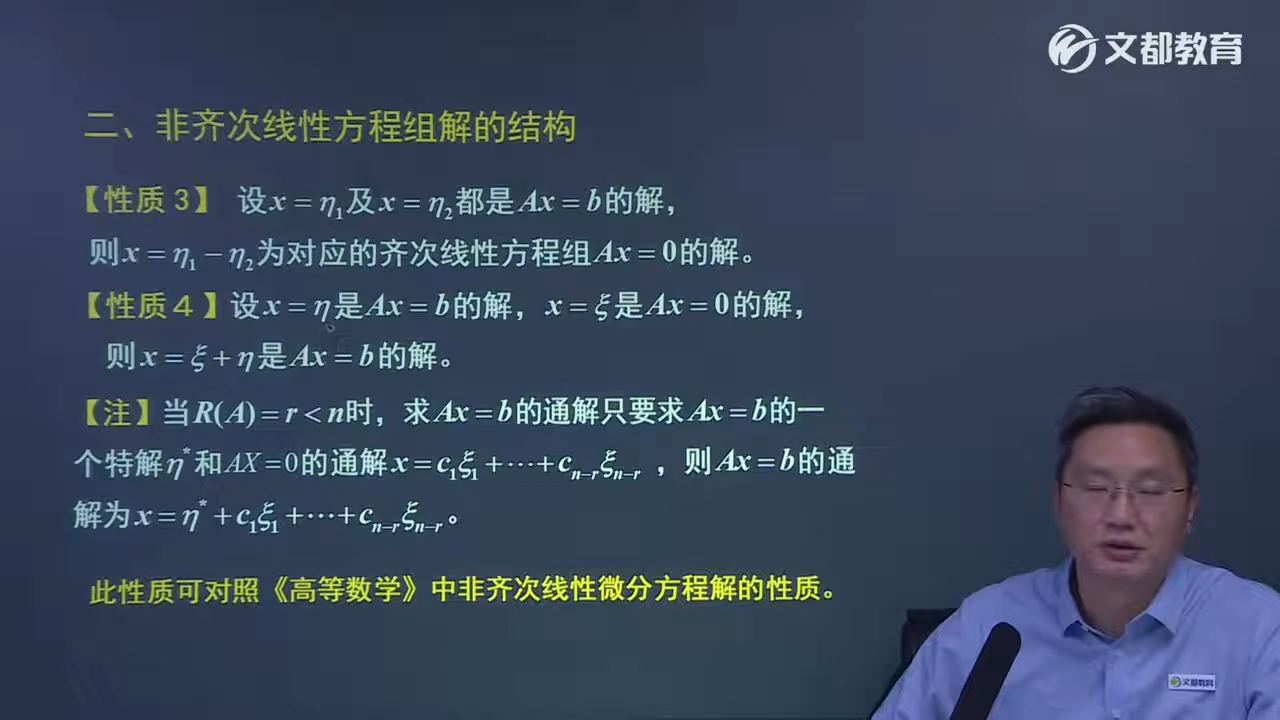 文都教育
二、非齐次线性方程组解的结构
【性质 3】 设x = η₁及x = η₂都是Ax = b的解，
则x = η₁ − η₂为对应的齐次线性方程组Ax = 0的解。
【性质 4 】设x = η是Ax = b的解，x = ξ是Ax = 0的解，
则x = ξ + η是Ax = b的解。
【注】当R(A) = r < n时，求Ax = b的通解只要求Ax = b的一
个特解η*和AX = 0的通解x = c₁ξ₁ + ⋯ + cₙ₋ᵣξₙ₋ᵣ ，则Ax = b的通
解为x = η* + c₁ξ₁ + ⋯ + cₙ₋ᵣξₙ₋ᵣ。
此性质可对照《高等数学》中非齐次线性微分方程解的性质。
文都教育